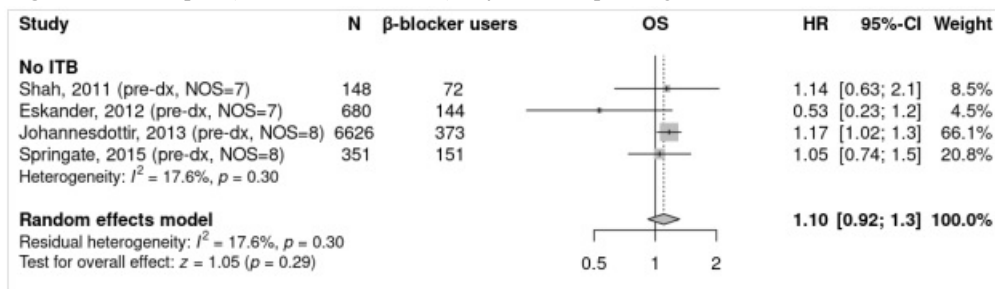 Study N β-blocker users OS HR 95%-CI Weight
No ITB
Shah, 2011 (pre-dx, NOS=7) 148 72 1.14 [0.63; 2.1] 8.5%
Eskander, 2012 (pre-dx, NOS=7) 680 144 0.53 [0.23; 1.2] 4.5%
Johannesdottir, 2013 (pre-dx, NOS=8) 6626 373 1.17 [1.02; 1.3] 66.1%
Springate, 2015 (pre-dx, NOS=8) 351 151 1.05 [0.74; 1.5] 20.8%
Heterogeneity: I² = 17.6%, p = 0.30
Random effects model 1.10 [0.92; 1.3] 100.0%
Residual heterogeneity: I² = 17.6%, p = 0.30
Test for overall effect: z = 1.05 (p = 0.29)
0.5 1 2